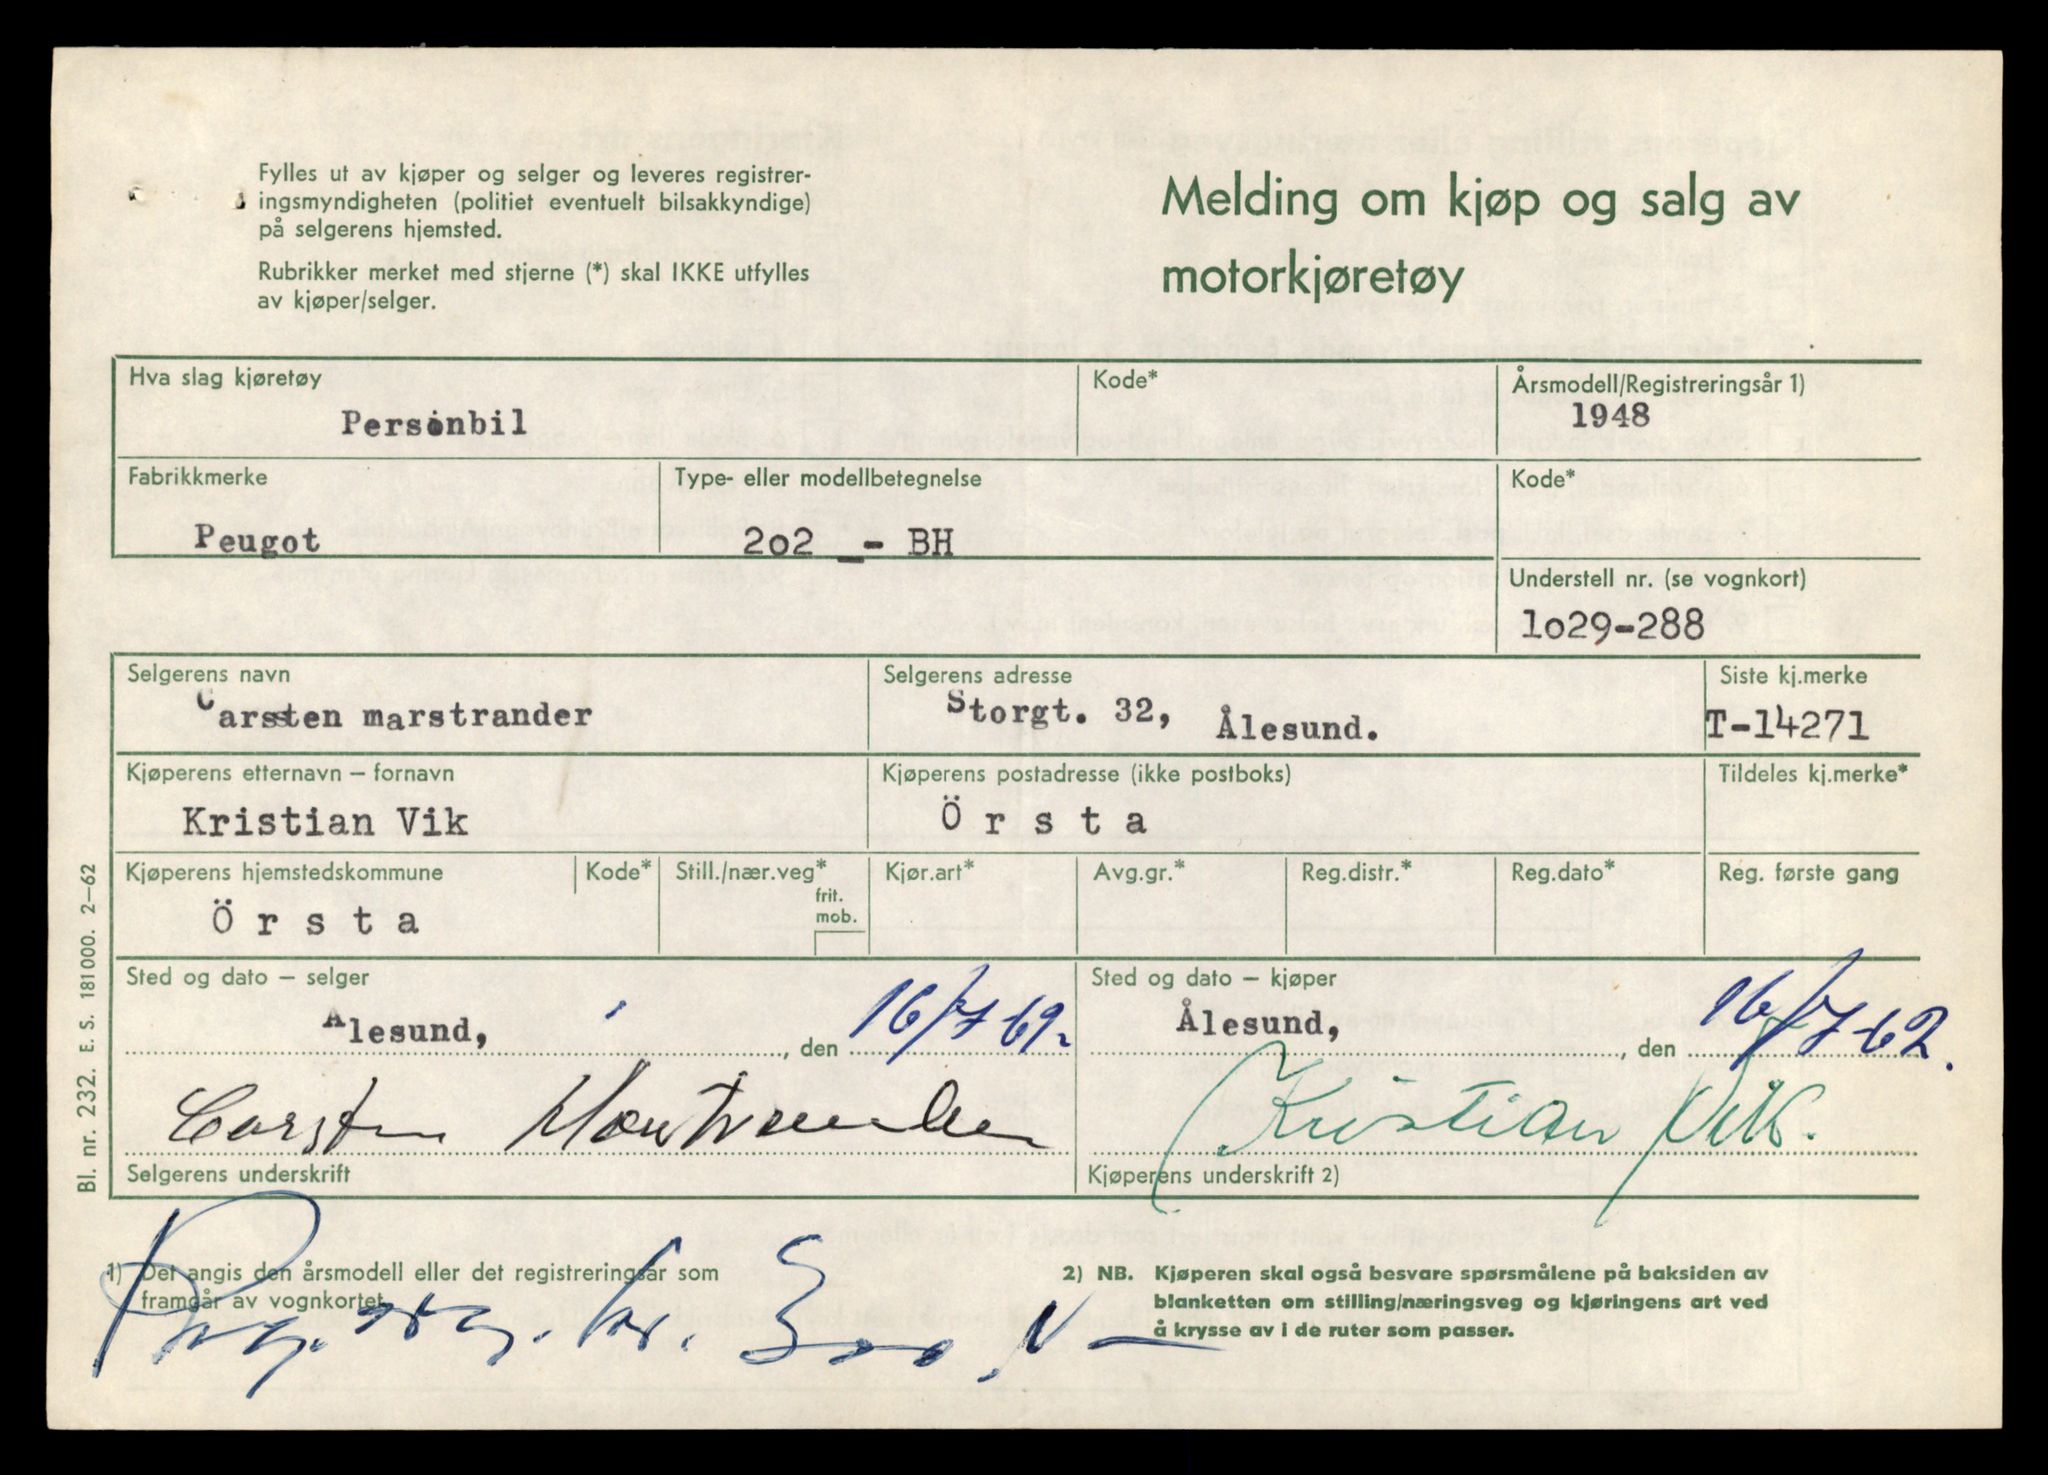 Fylles ut av kjøper og selger og leveres registrer-
ingsmyndigheten (politiet eventuelt bilsakkyndige)
på selgerens hjemsted.
Rubrikker merket med stjerne (*) skal IKKE utfylles
av kjøper/selger.
Melding om kjøp og salg av
motorkjøretøy
Hva slag kjøretøy
Personbil
Kode*
Årsmodell/Registreringsår 1)
1948
Fabrikkmerke
Peugot
Type- eller modellbetegnelse
2o2 _- BH
Kode*
Understell nr. (se vognkort)
lo29-288
Selgerens navn
Carssten marstrander
Selgerens adresse
Storgt. 32, Ålesund.
Siste kj.merke
T-14271
Kjøperens etternavn – fornavn
Kristian Vik
Kjøperens postadresse (ikke postboks)
Ö r s t a
Tildeles kj.merke*
Kjøperens hjemstedskommune
Ö r s t a
Kode*
Still./nær.veg*
frit.
mob.
Kjør.art*
Avg.gr.*
Reg.distr.*
Reg.dato*
Reg. første gang
Sted og dato – selger
Ålesund, , den 16/7-62
Sted og dato – kjøper
Ålesund, , den 16/7-62.
Carsten Marstrander
Selgerens underskrift
Kristian Vik.
Kjøperens underskrift 2)
1) Det angis den årsmodell eller det registreringsår som
framgår av vognkortet
2) NB. Kjøperen skal også besvare spørsmålene på baksiden av
blanketten om stilling/næringsveg og kjøringens art ved
å krysse av i de ruter som passer.
kr.
Bl. nr. 232. E. S. 181000. 2–62